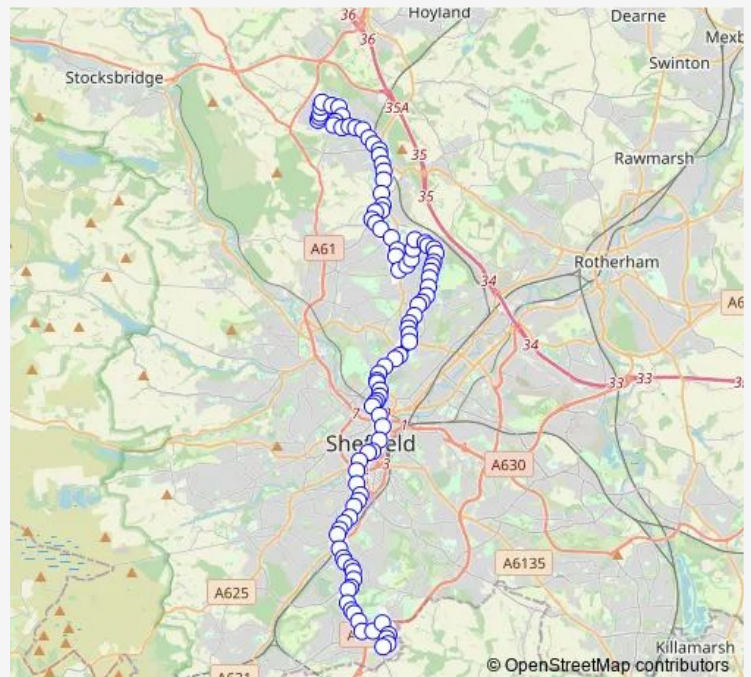 36
Hoyland
Dearne
36
Mexb
Swinton
Stocksbridge
35A
35
Rawmarsh
35
A61
Rotherham
34
A6
34
33
33
7
1
Sheffield
3
A630
A6135
A625
Killamarsh
A621
© OpenStreetMap contributors